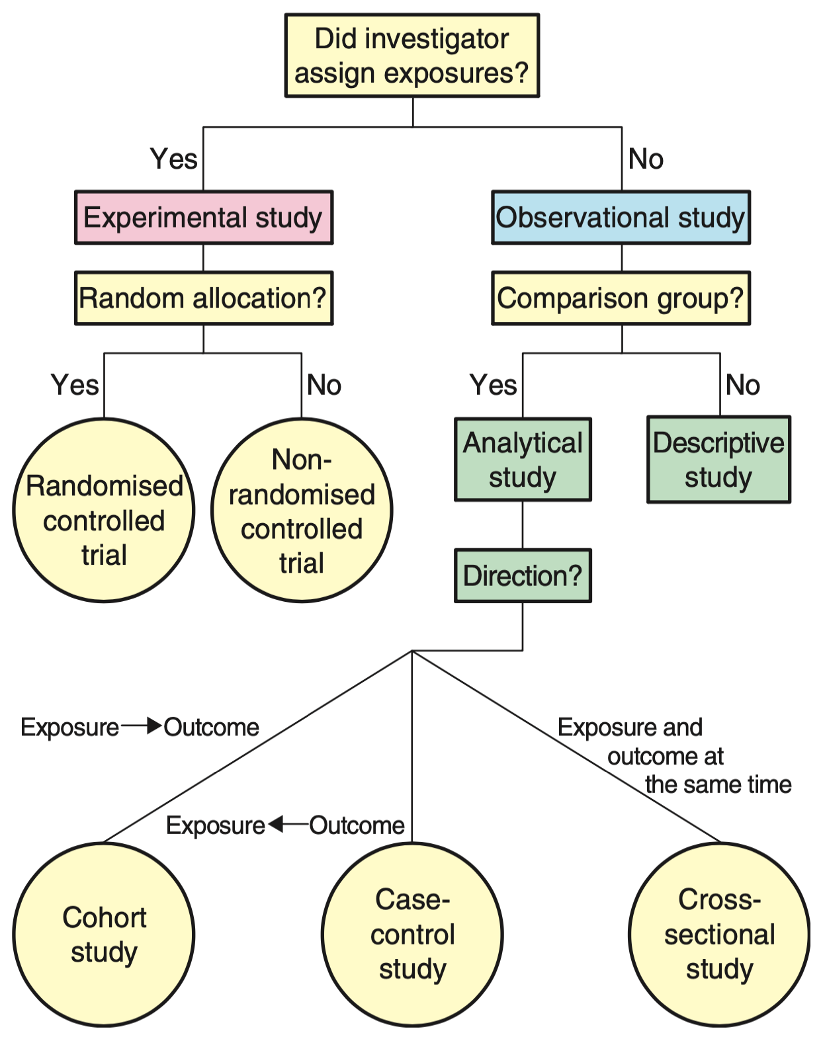 Did investigator
assign exposures?
Yes
No
Experimental study
Observational study
Random allocation?
Comparison group?
Yes
No
Yes
No
Randomised
controlled
trial
Non-
randomised
controlled
trial
Analytical
study
Descriptive
study
Direction?
Exposure
Outcome
Exposure and
outcome at
the same time
Exposure
Outcome
Cohort
study
Case-
control
study
Cross-
sectional
study